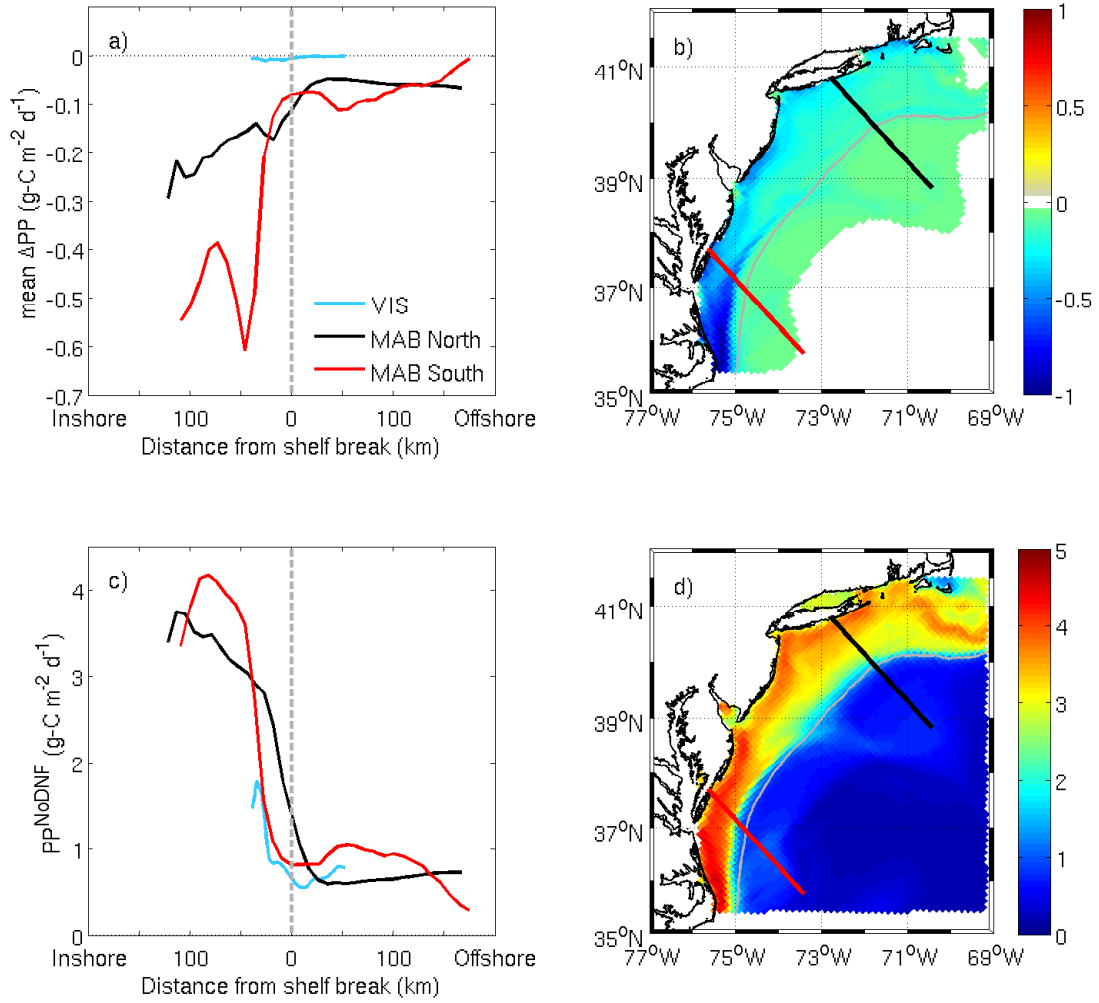 a)
0
-0.1
-0.2
-0.3
-0.4
-0.5
-0.6
-0.7
mean ΔPP (g-C m⁻² d⁻¹)
VIS
MAB North
MAB South
Inshore 100 0 100 Offshore
Distance from shelf break (km)
b)
41°N
39°N
37°N
35°N
77°W 75°W 73°W 71°W 69°W
1
0.5
0
-0.5
-1
c)
4
3
2
1
0
PP^NoDNF (g-C m⁻² d⁻¹)
Inshore 100 0 100 Offshore
Distance from shelf break (km)
d)
41°N
39°N
37°N
35°N
77°W 75°W 73°W 71°W 69°W
5
4
3
2
1
0